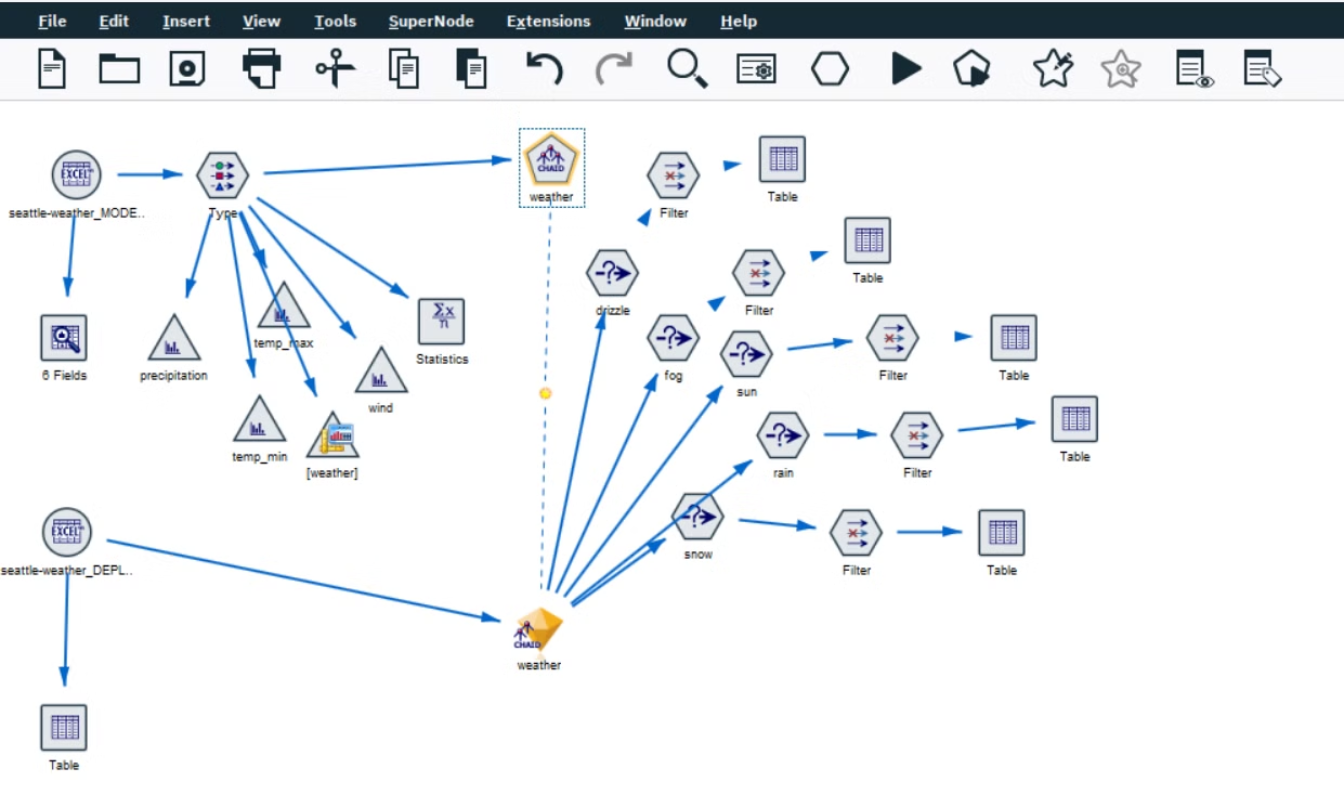 File Edit Insert View Tools SuperNode Extensions Window Help
EXCEL
seattle-weather_MODE..
Type
CHAID
weather
Filter
Table
drizzle
Filter
Table
6 Fields
precipitation
temp_max
Σx
n
Statistics
wind
fog
sun
Filter
Table
temp_min
[weather]
rain
Filter
Table
EXCEL
seattle-weather_DEPL..
snow
Filter
Table
CHAID
weather
Table